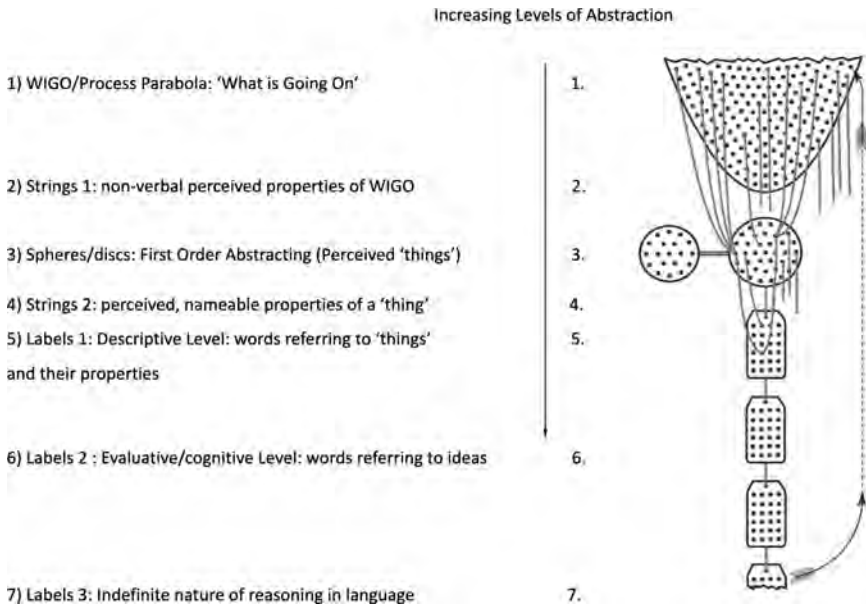 Increasing Levels of Abstraction
1) WIGO/Process Parabola: ‘What is Going On’ 1.
2) Strings 1: non-verbal perceived properties of WIGO 2.
3) Spheres/discs: First Order Abstracting (Perceived ‘things’) 3.
4) Strings 2: perceived, nameable properties of a ‘thing’ 4.
5) Labels 1: Descriptive Level: words referring to ‘things’ 5.
and their properties
6) Labels 2 : Evaluative/cognitive Level: words referring to ideas 6.
7) Labels 3: Indefinite nature of reasoning in language 7.